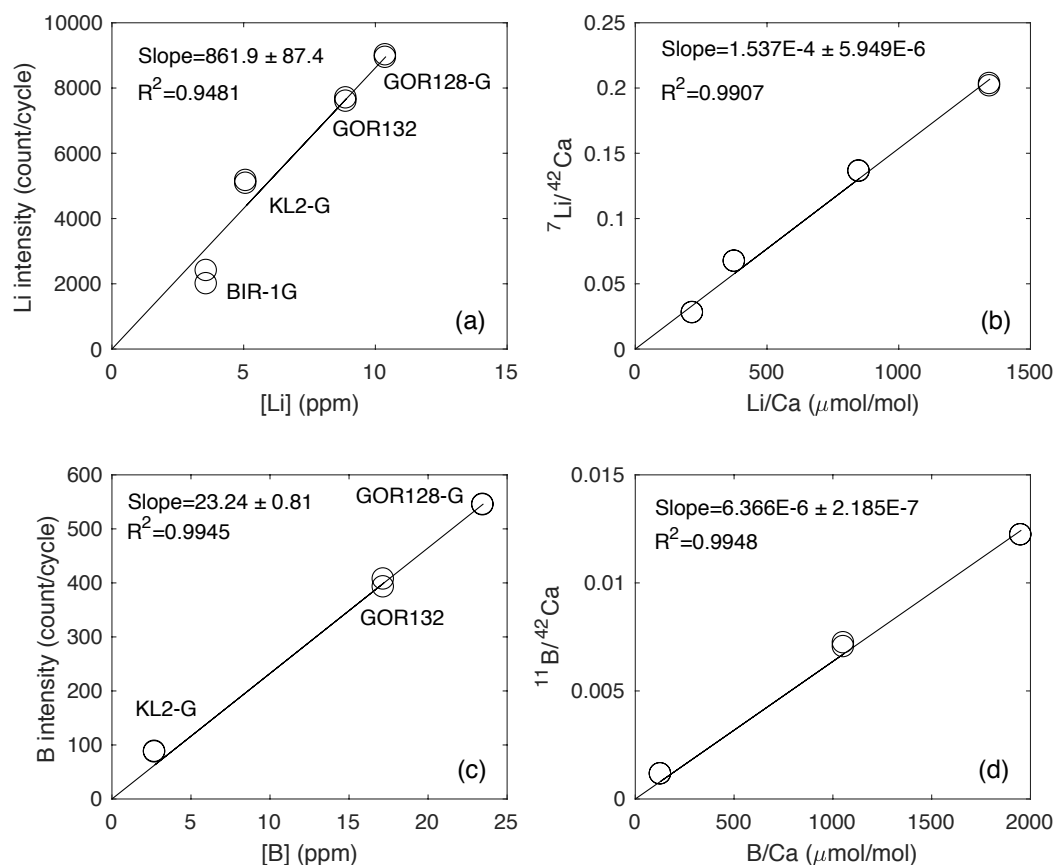 Slope=861.9 ± 87.4
R²=0.9481
GOR128-G
GOR132
KL2-G
BIR-1G
(a)
Li intensity (count/cycle)
10000
8000
6000
4000
2000
0
0 5 10 15
[Li] (ppm)
Slope=1.537E-4 ± 5.949E-6
R²=0.9907
(b)
⁷Li/⁴²Ca
0.25
0.20
0.15
0.10
0.05
0
0 500 1000 1500
Li/Ca (μmol/mol)
Slope=23.24 ± 0.81
R²=0.9945
GOR128-G
GOR132
KL2-G
(c)
B intensity (count/cycle)
600
500
400
300
200
100
0
0 5 10 15 20 25
[B] (ppm)
Slope=6.366E-6 ± 2.185E-7
R²=0.9948
(d)
¹¹B/⁴²Ca
0.015
0.01
0.005
0
0 500 1000 1500 2000
B/Ca (μmol/mol)